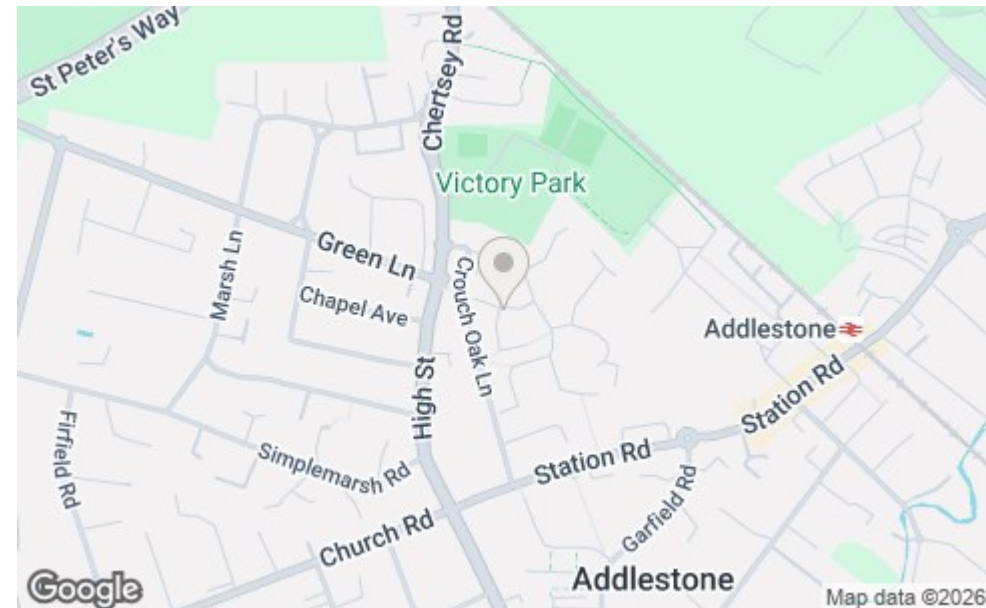 St Peter's Way
Chertsey Rd
Victory Park
Green Ln
Marsh Ln
Chapel Ave
Crouch Oak Ln
Addlestone
High St
Station Rd
Firfield Rd
Simplemarsh Rd
Station Rd
Garfield Rd
Church Rd
Addlestone
Google
Map data ©2026